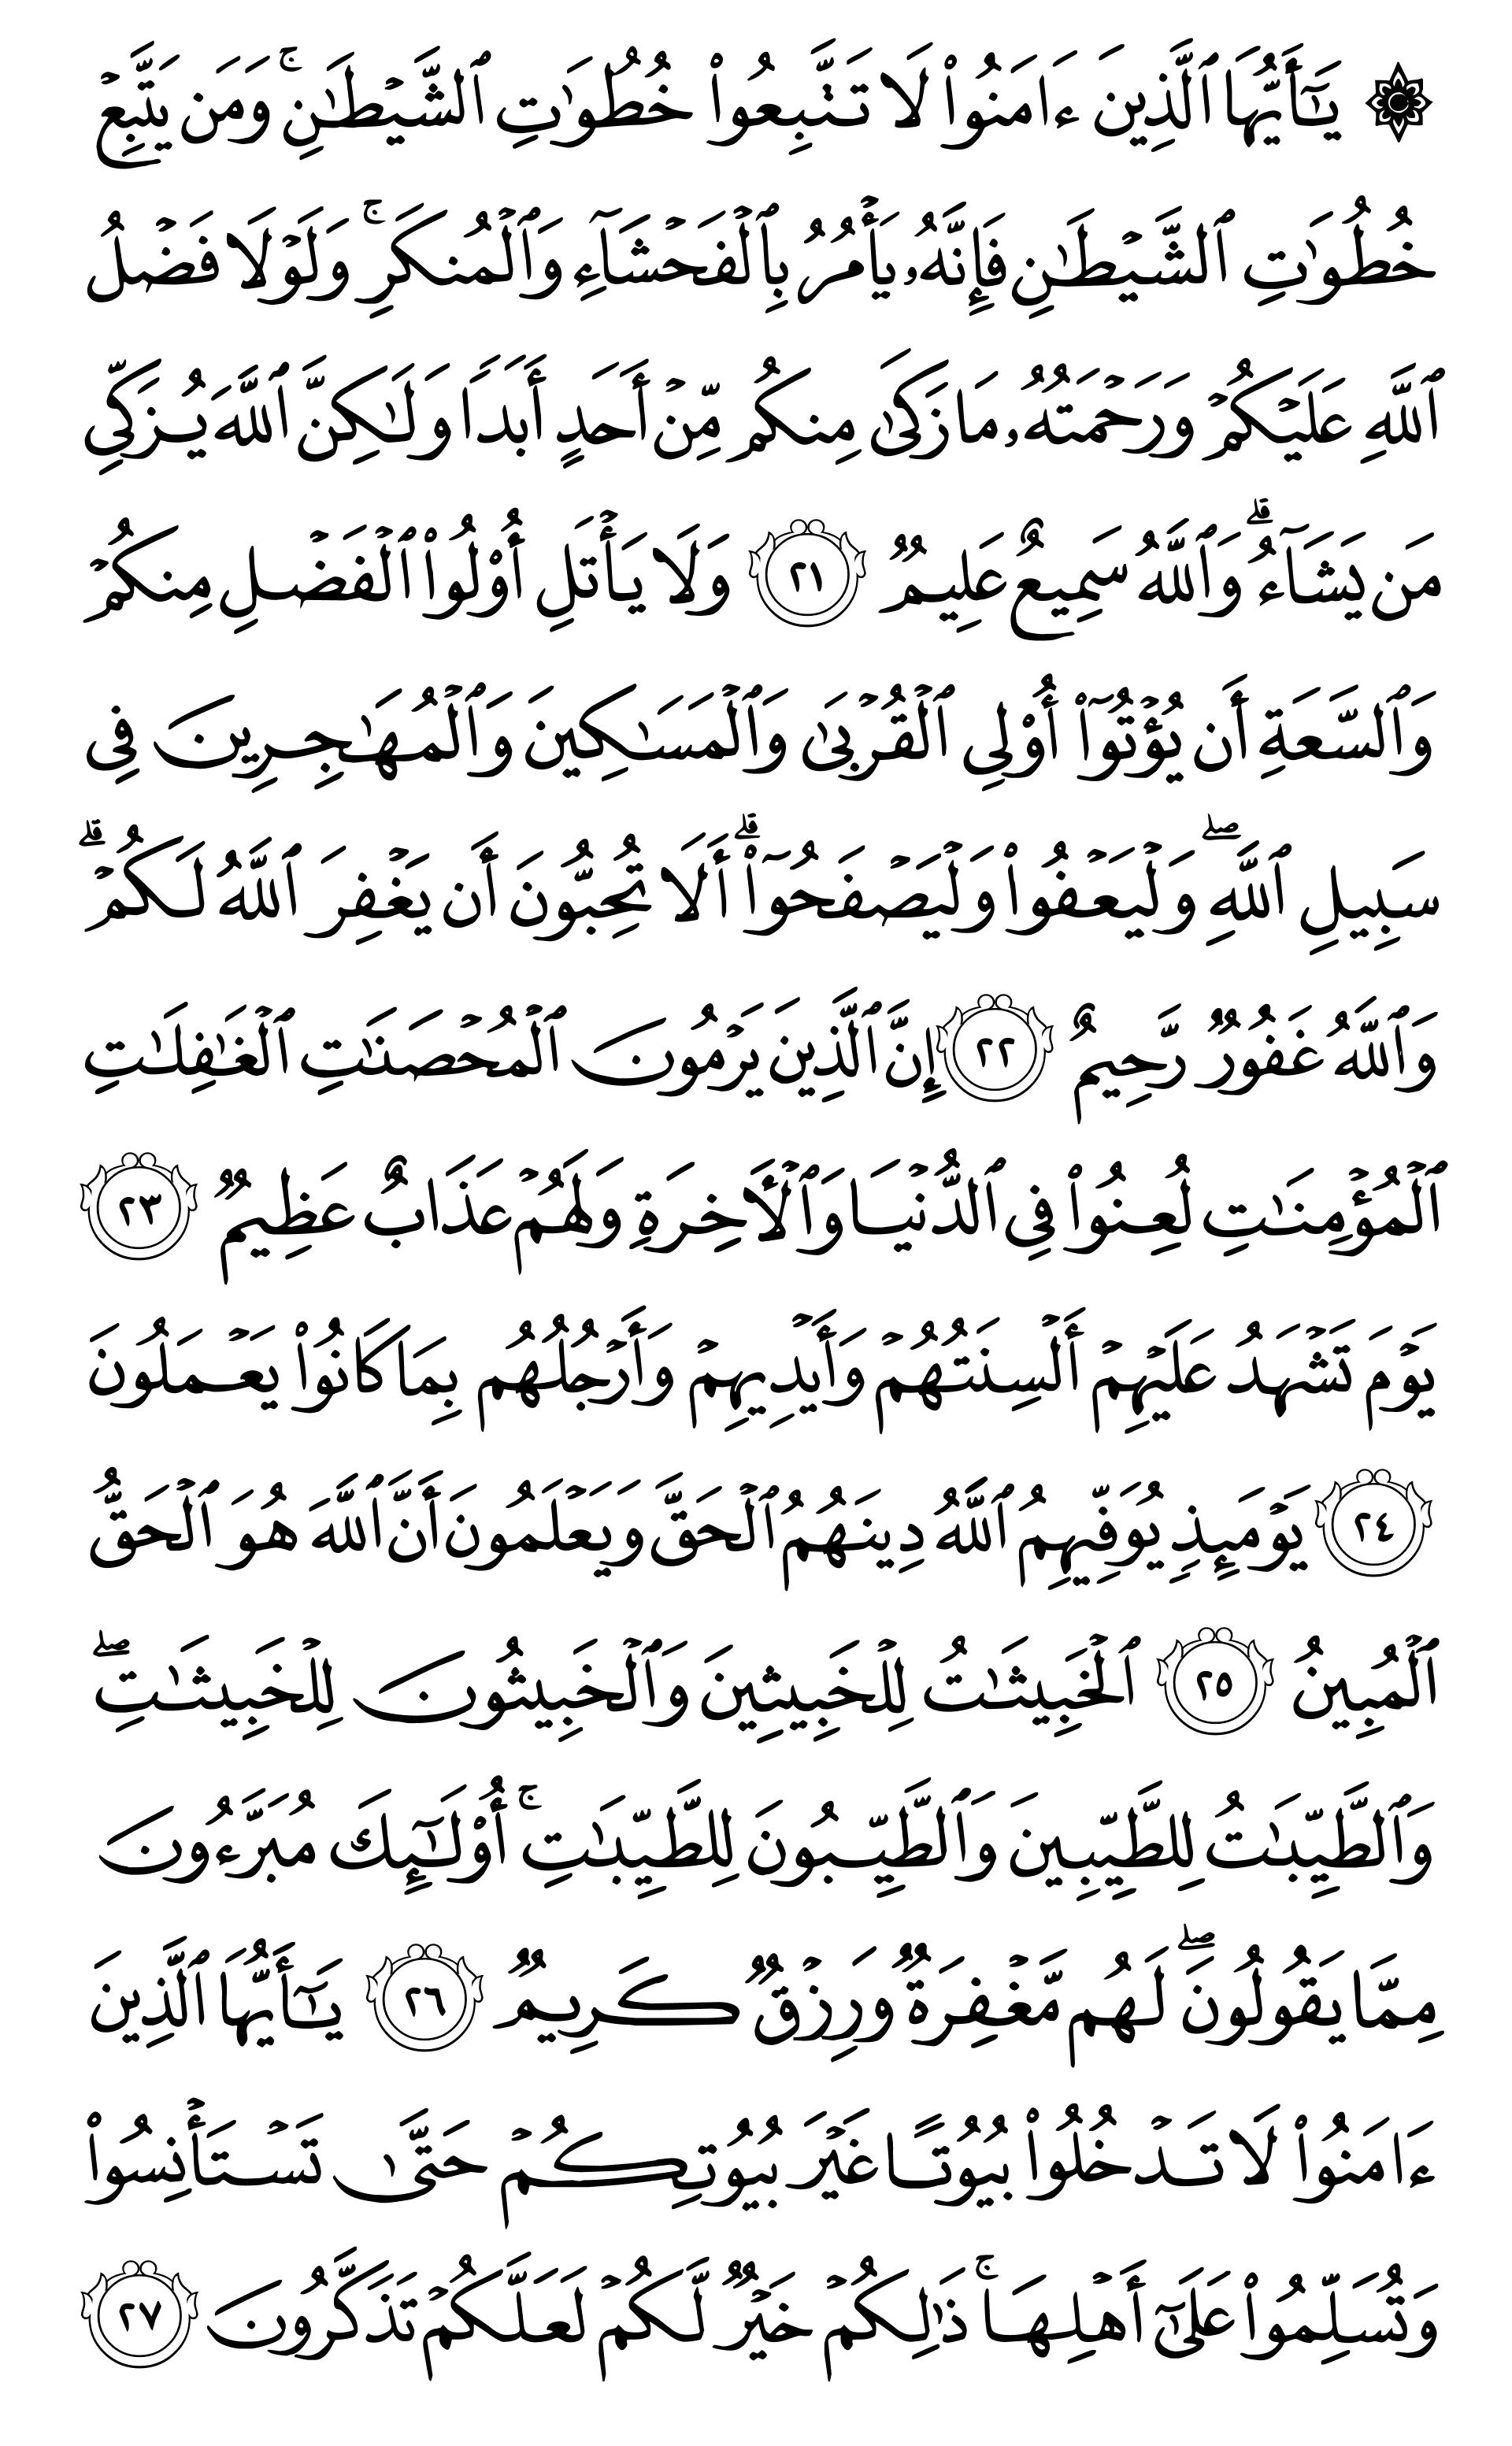 ۞ يَٰٓأَيُّهَا ٱلَّذِينَ ءَامَنُوا۟ لَا تَتَّبِعُوا۟ خُطُوَٰتِ ٱلشَّيْطَٰنِ ۚ وَمَن يَتَّبِعْ
خُطُوَٰتِ ٱلشَّيْطَٰنِ فَإِنَّهُۥ يَأْمُرُ بِٱلْفَحْشَآءِ وَٱلْمُنكَرِ ۚ وَلَوْلَا فَضْلُ
ٱللَّهِ عَلَيْكُمْ وَرَحْمَتُهُۥ مَا زَكَىٰ مِنكُم مِّنْ أَحَدٍ أَبَدًا وَلَٰكِنَّ ٱللَّهَ يُزَكِّى
مَن يَشَآءُ ۗ وَٱللَّهُ سَمِيعٌ عَلِيمٌ ٢١ وَلَا يَأْتَلِ أُو۟لُوا۟ ٱلْفَضْلِ مِنكُمْ
وَٱلسَّعَةِ أَن يُؤْتُوٓا۟ أُو۟لِى ٱلْقُرْبَىٰ وَٱلْمَسَٰكِينَ وَٱلْمُهَٰجِرِينَ فِى
سَبِيلِ ٱللَّهِ ۖ وَلْيَعْفُوا۟ وَلْيَصْفَحُوٓا۟ ۗ أَلَا تُحِبُّونَ أَن يَغْفِرَ ٱللَّهُ لَكُمْ ۗ
وَٱللَّهُ غَفُورٌ رَّحِيمٌ ٢٢ إِنَّ ٱلَّذِينَ يَرْمُونَ ٱلْمُحْصَنَٰتِ ٱلْغَٰفِلَٰتِ
ٱلْمُؤْمِنَٰتِ لُعِنُوا۟ فِى ٱلدُّنْيَا وَٱلْءَاخِرَةِ وَلَهُمْ عَذَابٌ عَظِيمٌ ٢٣
يَوْمَ تَشْهَدُ عَلَيْهِمْ أَلْسِنَتُهُمْ وَأَيْدِيهِمْ وَأَرْجُلُهُم بِمَا كَانُوا۟ يَعْمَلُونَ
٢٤ يَوْمَئِذٍ يُوَفِّيهِمُ ٱللَّهُ دِينَهُمُ ٱلْحَقَّ وَيَعْلَمُونَ أَنَّ ٱللَّهَ هُوَ ٱلْحَقُّ
ٱلْمُبِينُ ٢٥ ٱلْخَبِيثَٰتُ لِلْخَبِيثِينَ وَٱلْخَبِيثُونَ لِلْخَبِيثَٰتِ ۖ
وَٱلطَّيِّبَٰتُ لِلطَّيِّبِينَ وَٱلطَّيِّبُونَ لِلطَّيِّبَٰتِ ۚ أُو۟لَٰٓئِكَ مُبَرَّءُونَ
مِمَّا يَقُولُونَ ۖ لَهُم مَّغْفِرَةٌ وَرِزْقٌ كَرِيمٌ ٢٦ يَٰٓأَيُّهَا ٱلَّذِينَ
ءَامَنُوا۟ لَا تَدْخُلُوا۟ بُيُوتًا غَيْرَ بُيُوتِكُمْ حَتَّىٰ تَسْتَأْنِسُوا۟
وَتُسَلِّمُوا۟ عَلَىٰٓ أَهْلِهَا ۚ ذَٰلِكُمْ خَيْرٌ لَّكُمْ لَعَلَّكُمْ تَذَكَّرُونَ ٢٧